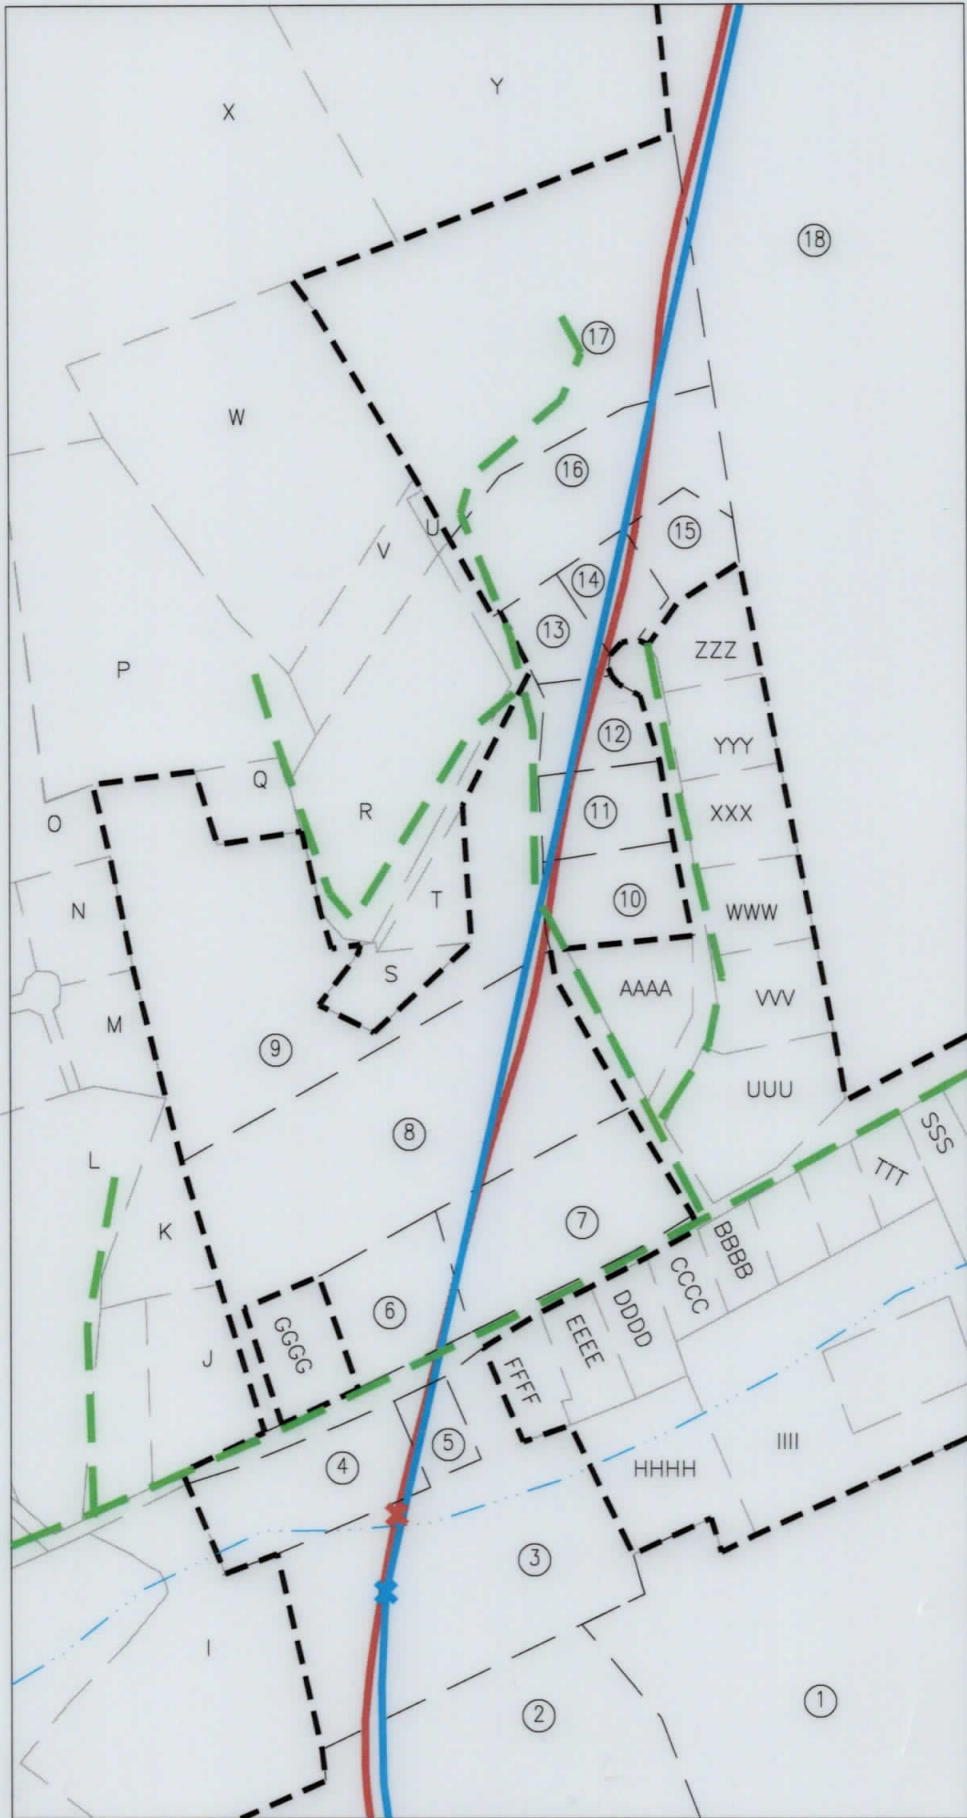 Y
X
18
17
W
16
U
15
V
14
13
ZZZ
P
12
YYY
Q
11
XXX
R
O
T
10
N
WWW
S
AAAA
VVV
M
9
UUU
8
SSS
L
TTT
7
K
BBBB
CCCC
6
DDDD
EEEE
GGGG
J
FFFF
5
IIII
4
HHHH
3
I
1
2